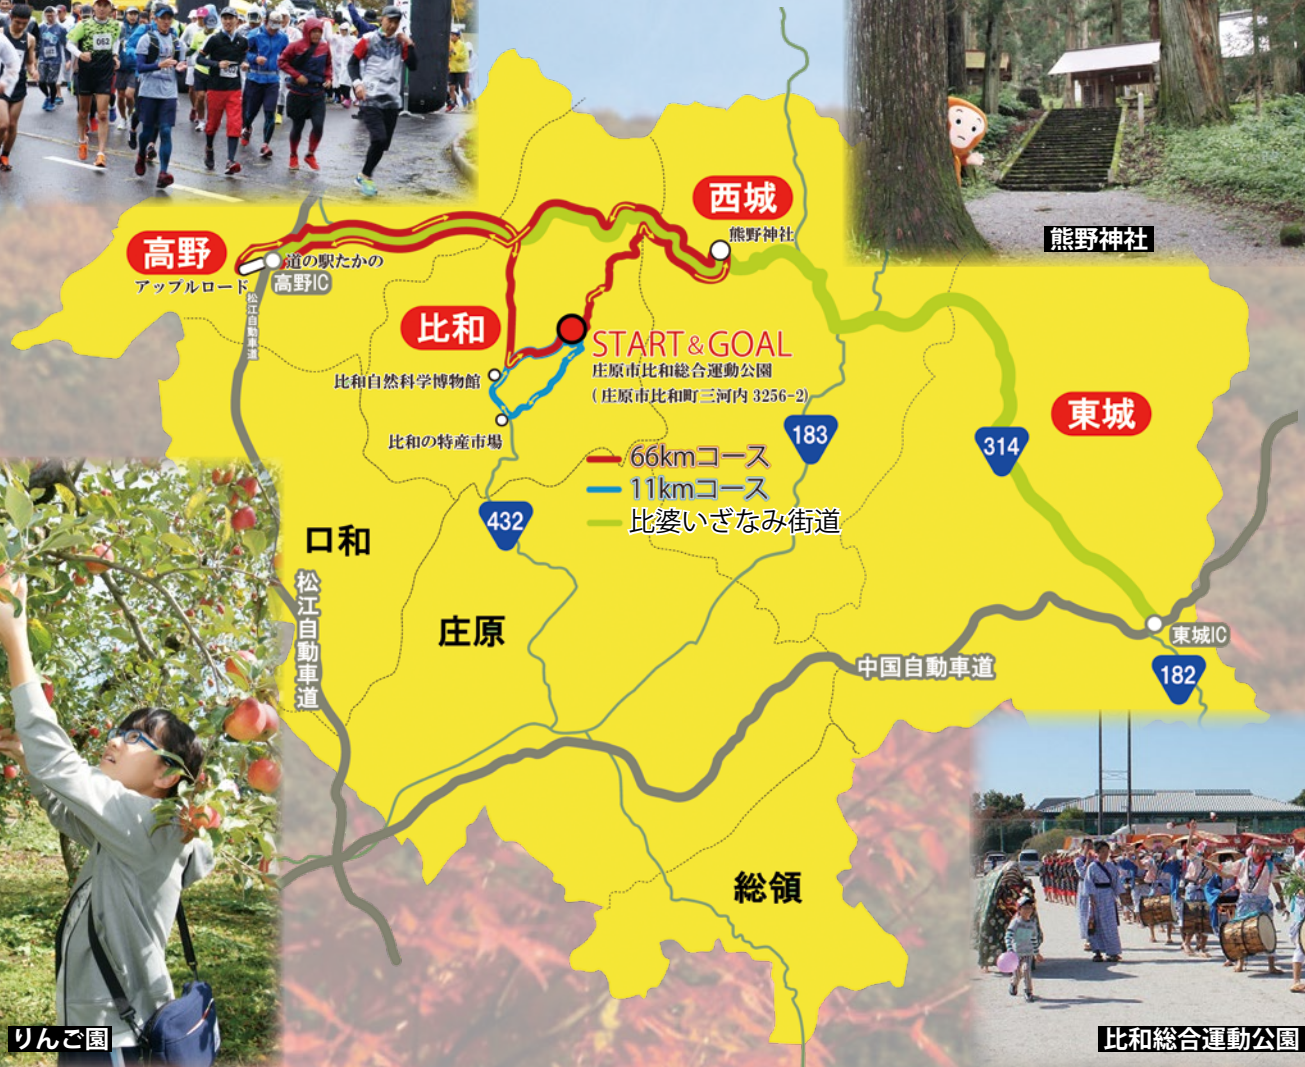 熊野神社
西城
熊野神社
高野
道の駅たかの
高野IC
アップルロード
松江自動車道
比和
START&GOAL
庄原市比和総合運動公園
(庄原市比和町三河内 3256-2)
比和自然科学博物館
比和の特産市場
東城
183
314
66kmコース
11kmコース
比婆いざなみ街道
432
口和
松江自動車道
庄原
東城IC
中国自動車道
182
総領
りんご園
比和総合運動公園